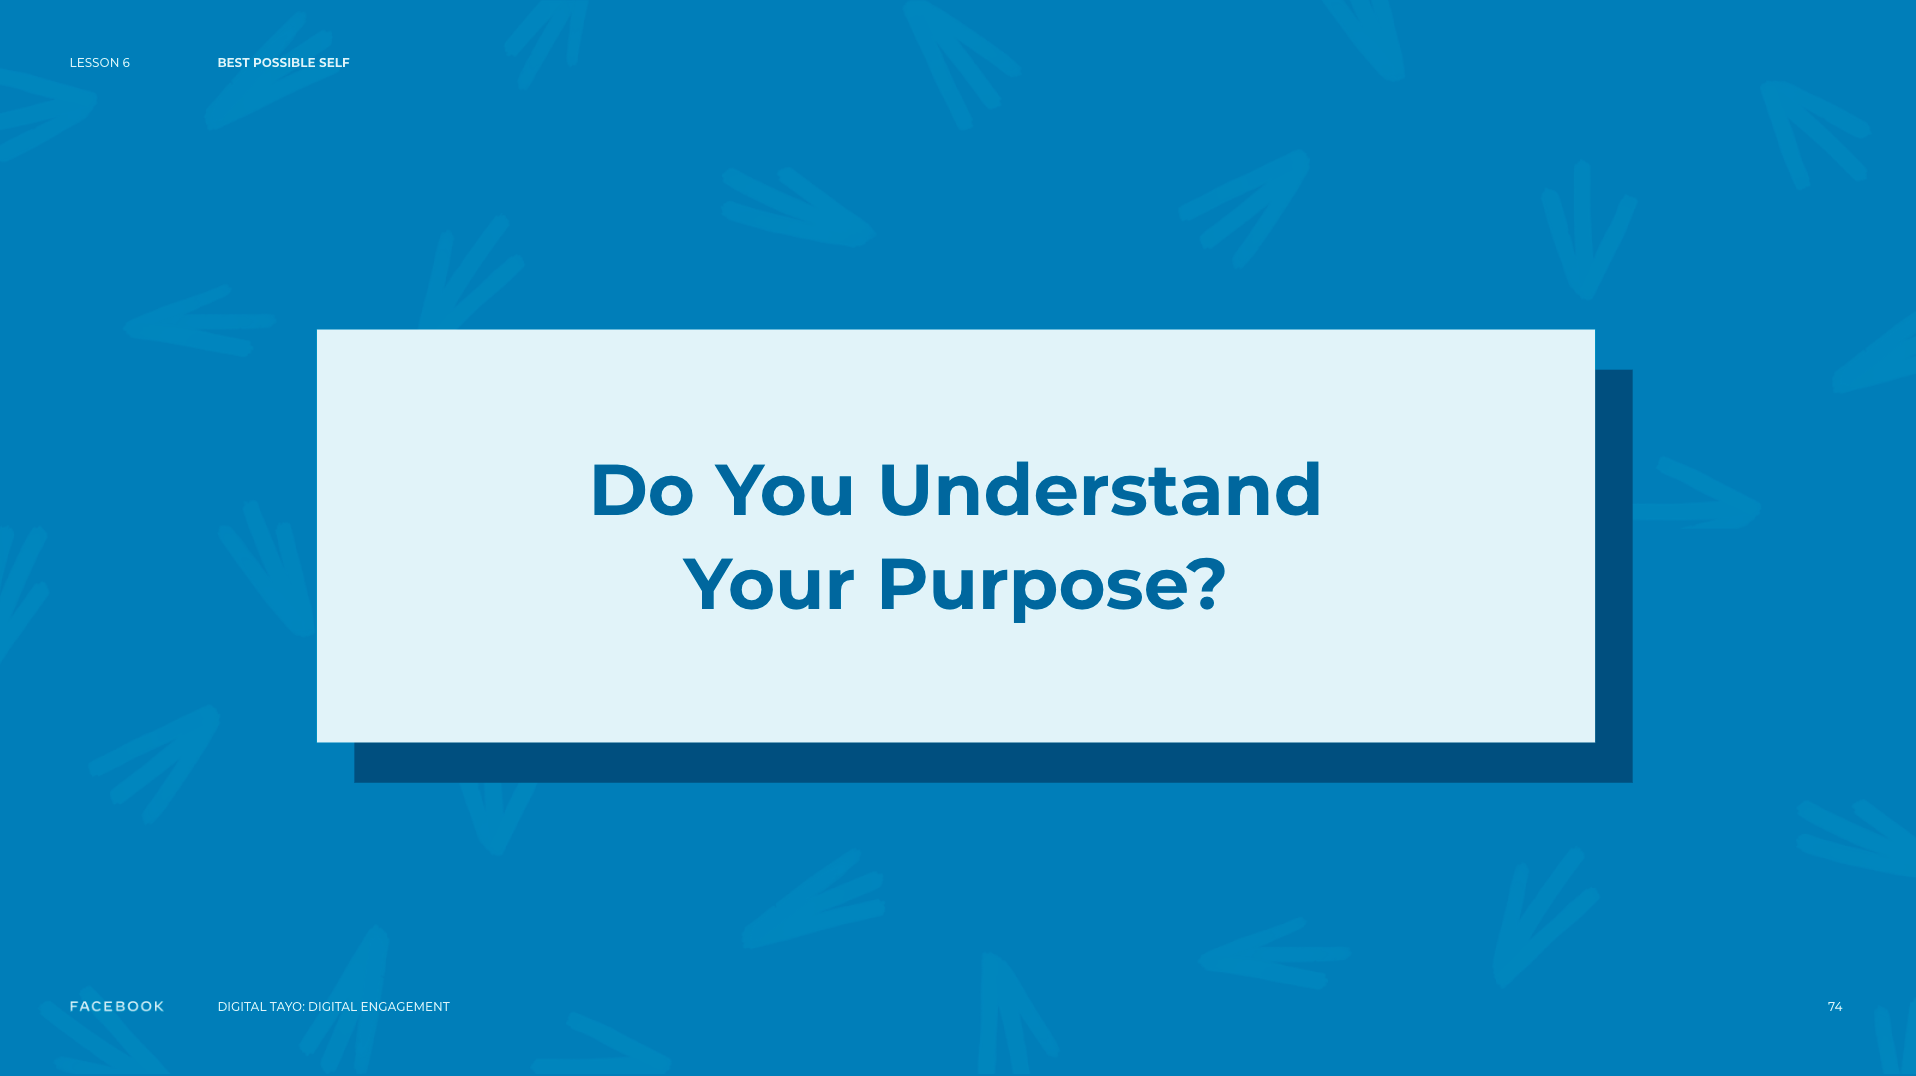 LESSON 6
BEST POSSIBLE SELF
Do You Understand
Your Purpose?
FACEBOOK
DIGITAL TAYO: DIGITAL ENGAGEMENT
74